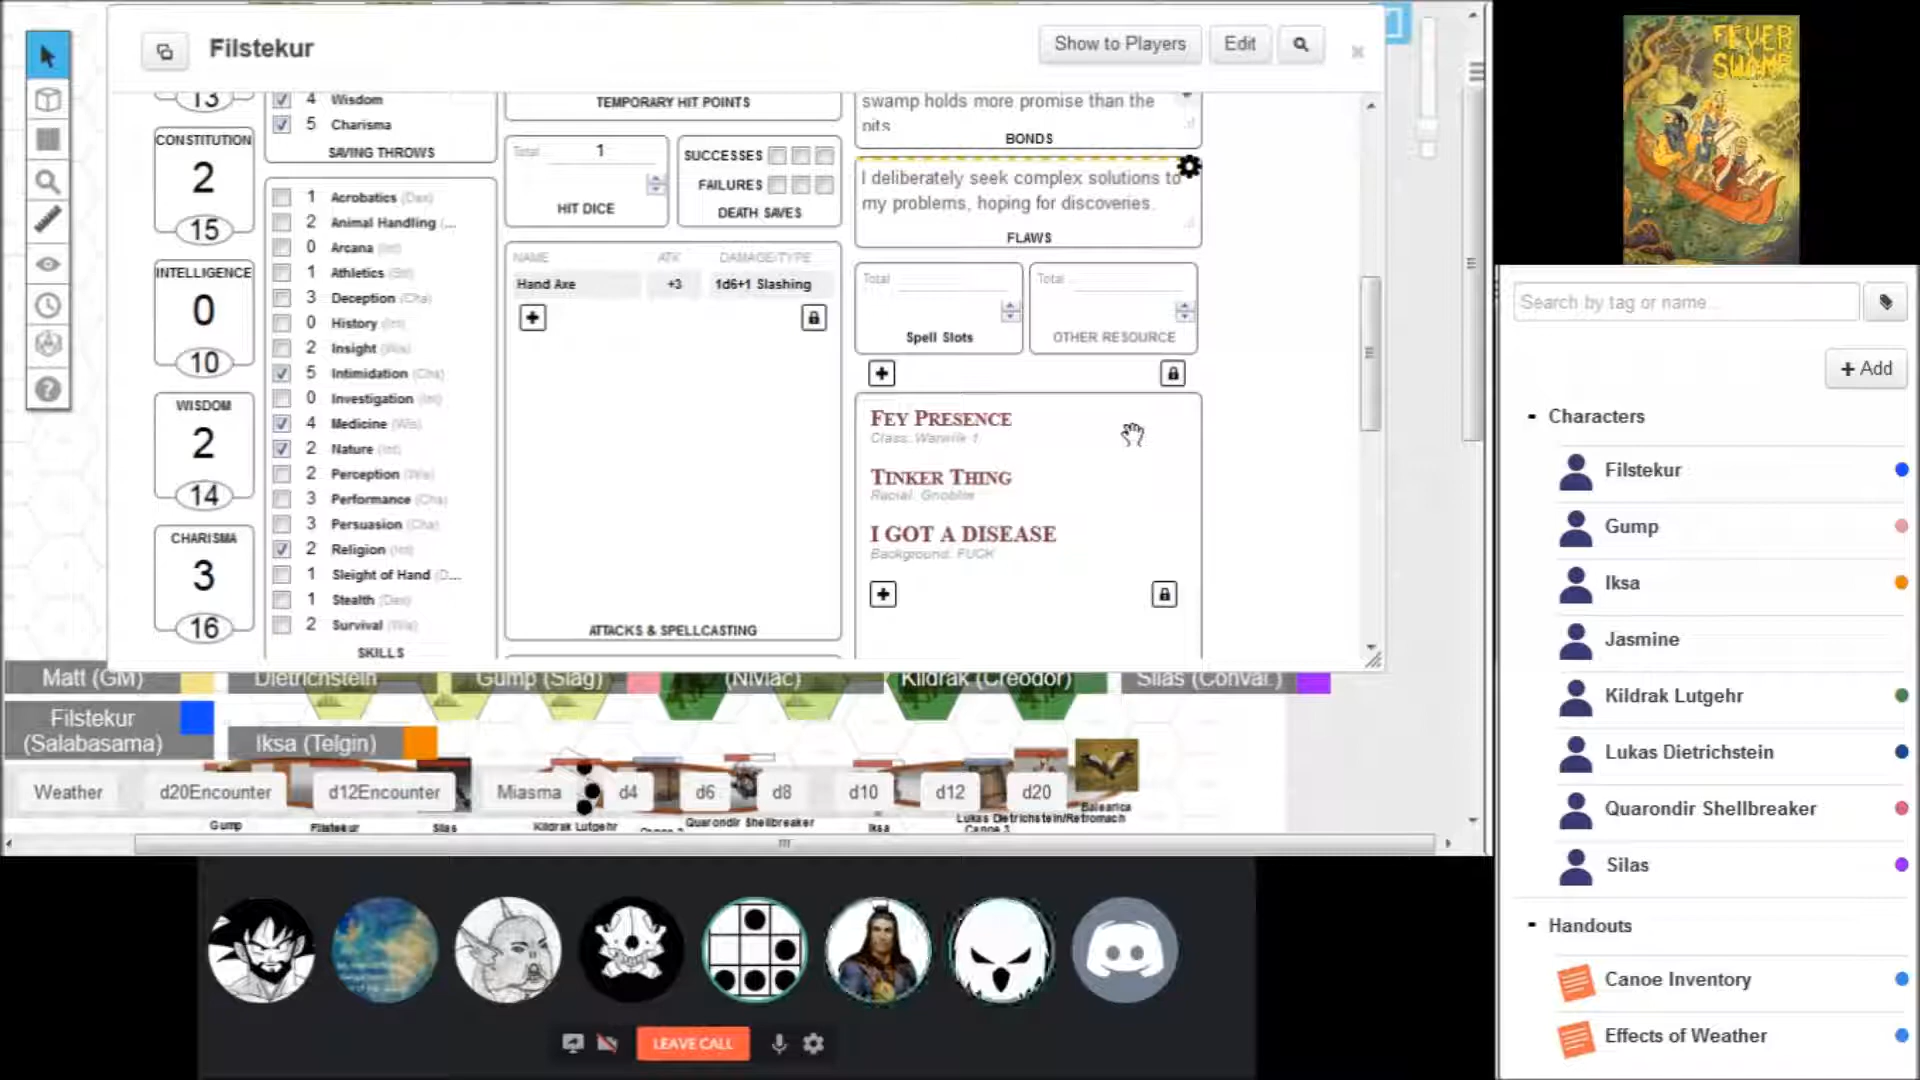 Filstekur
Show to Players
Edit
13
4 Wisdom
5 Charisma
SAVING THROWS
CONSTITUTION
2
15
INTELLIGENCE
0
10
WISDOM
2
14
CHARISMA
3
16
1 Acrobatics (Dex)
2 Animal Handling (...
0 Arcana (Int)
1 Athletics (Str)
3 Deception (Cha)
0 History (Int)
2 Insight (Wis)
5 Intimidation (Cha)
0 Investigation (Int)
4 Medicine (Wis)
2 Nature (Int)
2 Perception (Wis)
3 Performance (Cha)
3 Persuasion (Cha)
2 Religion (Int)
1 Sleight of Hand (D...
1 Stealth (Dex)
2 Survival (Wis)
SKILLS
TEMPORARY HIT POINTS
Total 1
HIT DICE
SUCCESSES
FAILURES
DEATH SAVES
NAME ATK DAMAGE/TYPE
Hand Axe +3 1d6+1 Slashing
ATTACKS & SPELLCASTING
swamp holds more promise than the
pits
BONDS
I deliberately seek complex solutions to
my problems, hoping for discoveries.
FLAWS
Total
Spell Slots
Total
OTHER RESOURCE
FEY PRESENCE
Class: Warwilk 1
TINKER THING
Racial: Gnoblin
I GOT A DISEASE
Background: FUCK
Matt (GM)
Dietrichstein
Gump (Slag)
(NMac)
Kildrak (Creodor)
Silas (Conval )
Filstekur
(Salabasama)
Iksa (Telgin)
Weather
d20Encounter
d12Encounter
Miasma
d4
d6
d8
d10
d12
d20
Balearica
Gump
Filstekur
Silas
Kildrak Lutgehr
Quarondir Shellbreaker
Iksa
Lukas Dietrichstein/Retromach
Canoe 3
LEAVE CALL
FEVER
SWAMP
Search by tag or name...
+ Add
Characters
Filstekur
Gump
Iksa
Jasmine
Kildrak Lutgehr
Lukas Dietrichstein
Quarondir Shellbreaker
Silas
Handouts
Canoe Inventory
Effects of Weather